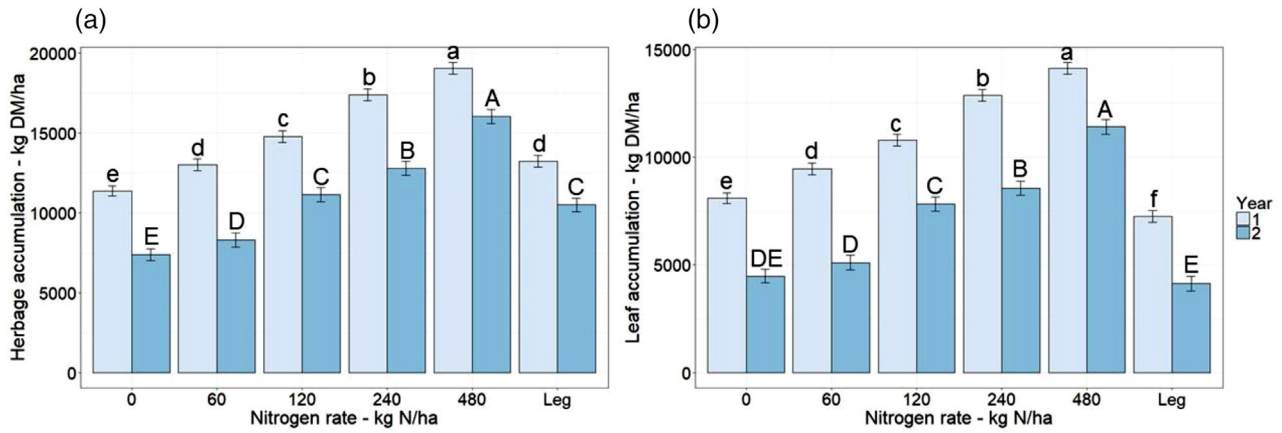 (a)
Herbage accumulation - kg DM/ha
20000
15000
10000
5000
0
e
E
d
D
c
C
b
B
a
A
d
C
0 60 120 240 480 Leg
Nitrogen rate - kg N/ha
(b)
Leaf accumulation - kg DM/ha
15000
10000
5000
0
e
DE
d
D
c
C
b
B
a
A
f
E
0 60 120 240 480 Leg
Nitrogen rate - kg N/ha
Year
1
2